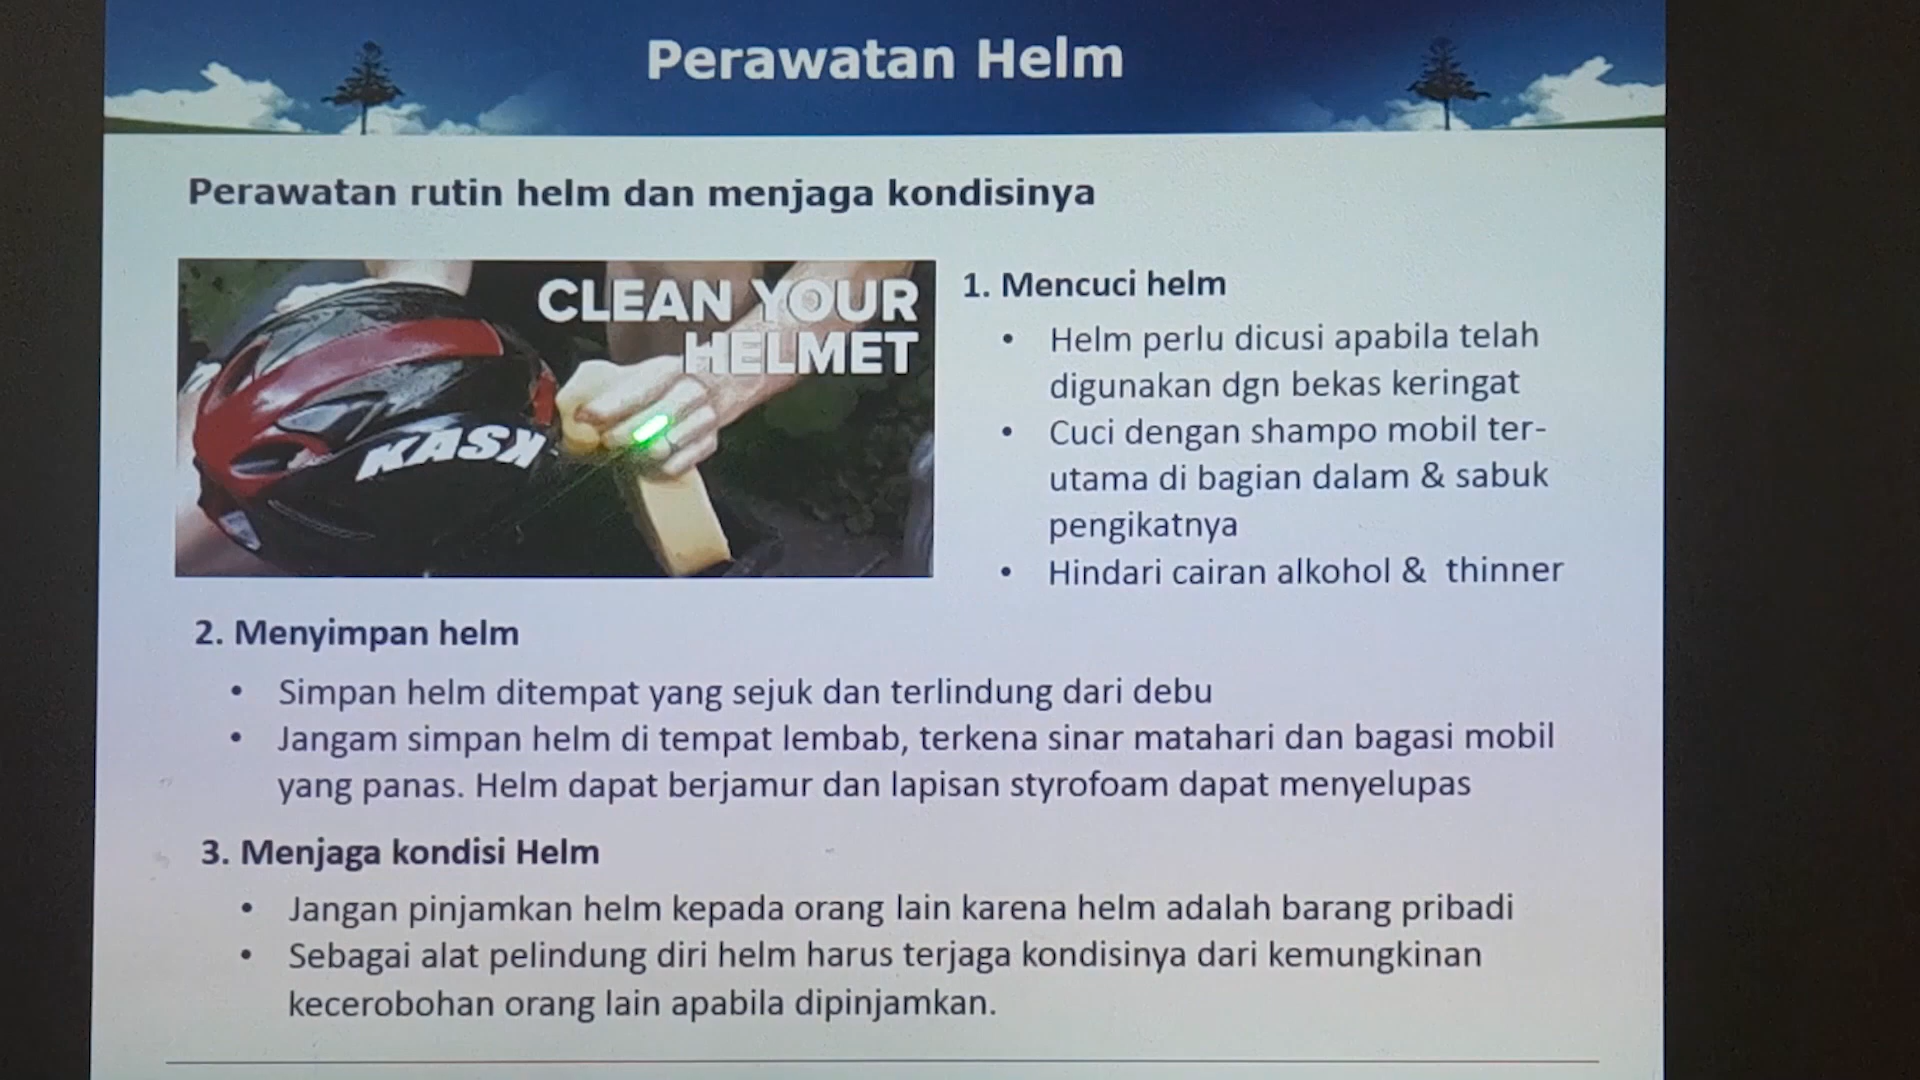 Perawatan Helm
Perawatan rutin helm dan menjaga kondisinya
CLEAN YOUR
HELMET
KASK
1. Mencuci helm
• Helm perlu dicusi apabila telah
digunakan dgn bekas keringat
• Cuci dengan shampo mobil ter-
utama di bagian dalam & sabuk
pengikatnya
• Hindari cairan alkohol & thinner
2. Menyimpan helm
• Simpan helm ditempat yang sejuk dan terlindung dari debu
• Jangam simpan helm di tempat lembab, terkena sinar matahari dan bagasi mobil
yang panas. Helm dapat berjamur dan lapisan styrofoam dapat menyelupas
3. Menjaga kondisi Helm
• Jangan pinjamkan helm kepada orang lain karena helm adalah barang pribadi
• Sebagai alat pelindung diri helm harus terjaga kondisinya dari kemungkinan
kecerobohan orang lain apabila dipinjamkan.